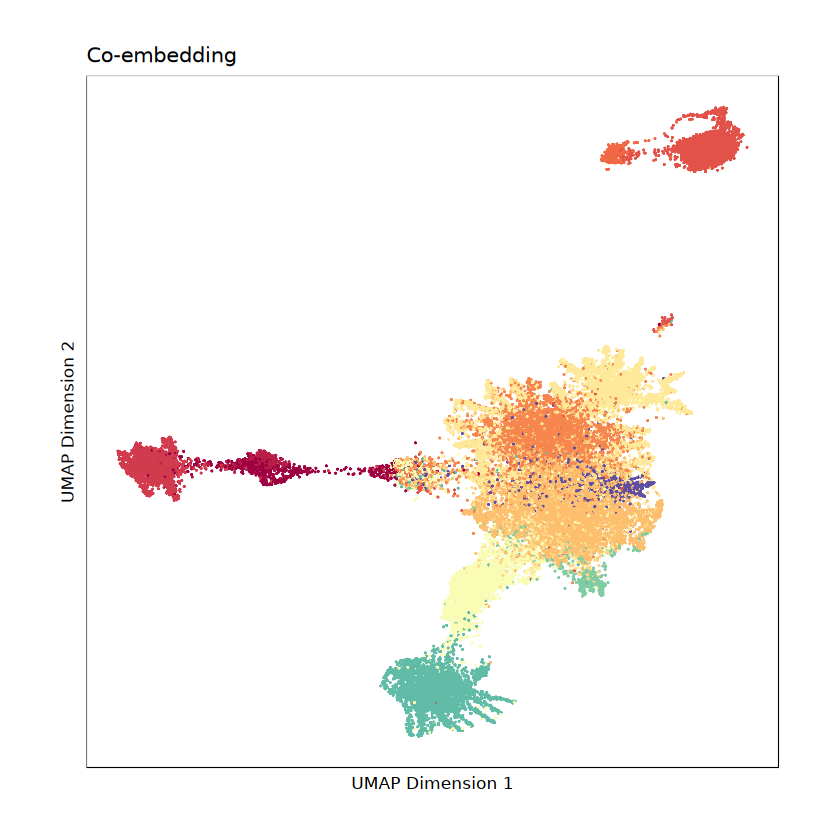 Co-embedding
UMAP Dimension 2
UMAP Dimension 1